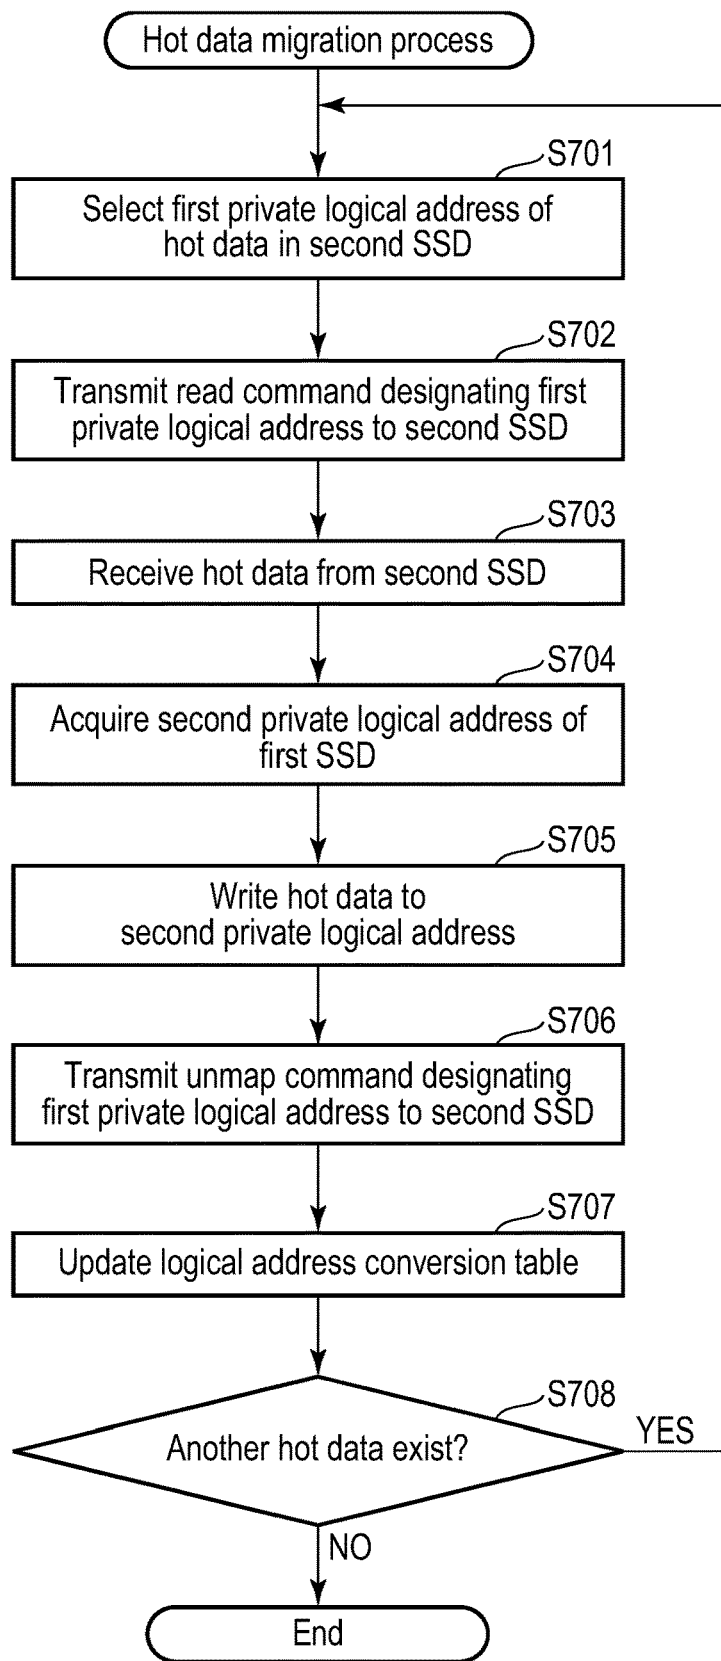 Hot data migration process
S701
Select first private logical address of
hot data in second SSD
S702
Transmit read command designating first
private logical address to second SSD
S703
Receive hot data from second SSD
S704
Acquire second private logical address of
first SSD
S705
Write hot data to
second private logical address
S706
Transmit unmap command designating
first private logical address to second SSD
S707
Update logical address conversion table
S708
Another hot data exist?
YES
NO
End